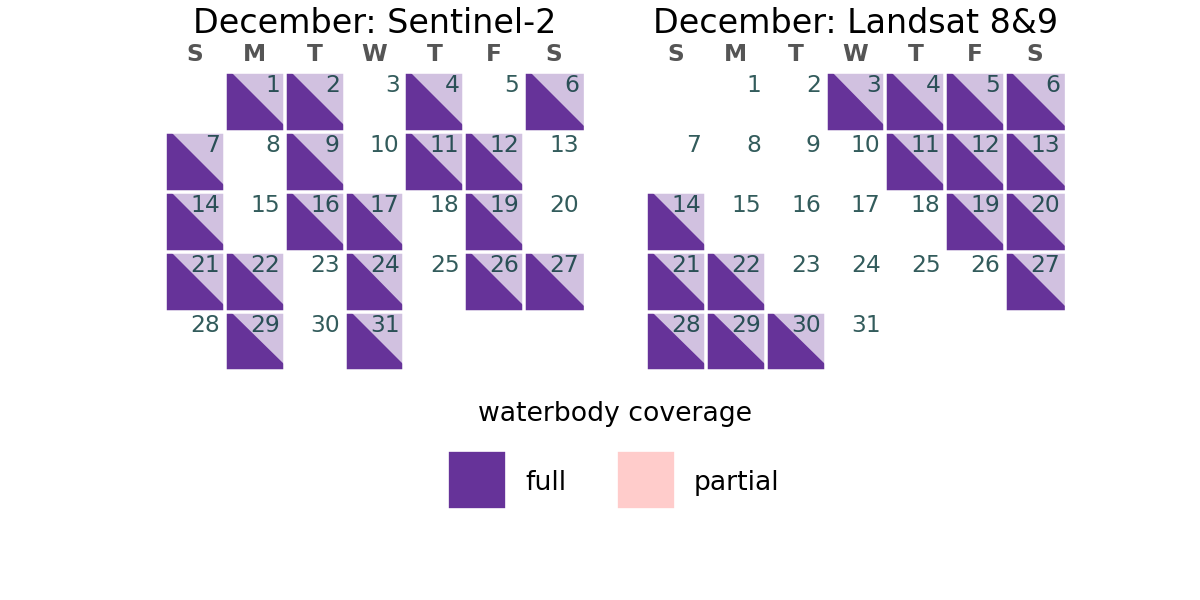 December: Sentinel-2
S M T W T F S
1 2 3 4 5 6
7 8 9 10 11 12 13
14 15 16 17 18 19 20
21 22 23 24 25 26 27
28 29 30 31
December: Landsat 8&9
S M T W T F S
1 2 3 4 5 6
7 8 9 10 11 12 13
14 15 16 17 18 19 20
21 22 23 24 25 26 27
28 29 30 31
waterbody coverage
full partial